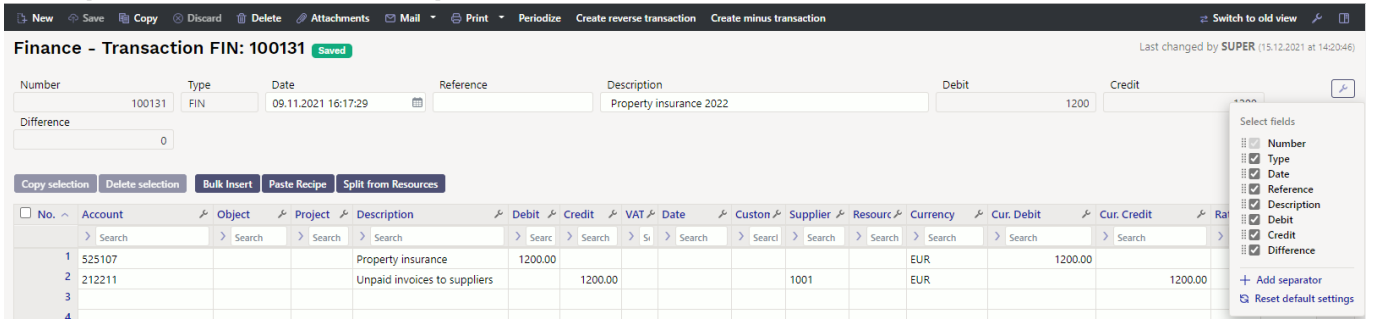 New Save Copy Discard Delete Attachments Mail Print Periodize Create reverse transaction Create minus transaction Switch to old view
Finance - Transaction FIN: 100131 Saved Last changed by SUPER (15.12.2021 at 14:20:46)
Number Type Date Reference Description Debit Credit
100131 FIN 09.11.2021 16:17:29 Property insurance 2022 1200 1200
Difference
0
Select fields
Number
Type
Date
Reference
Description
Debit
Credit
Difference
Add separator
Reset default settings
Copy selection Delete selection Bulk Insert Paste Recipe Split from Resources
No. Account Object Project Description Debit Credit VAT Date Custon Supplier Resourc Currency Cur. Debit Cur. Credit Rat
Search Search Search Search Searc Search Se Search Searcl Search Search Search Search Search
1 525107 Property insurance 1200.00 EUR 1200.00
2 212211 Unpaid invoices to suppliers 1200.00 1001 EUR 1200.00
3
4